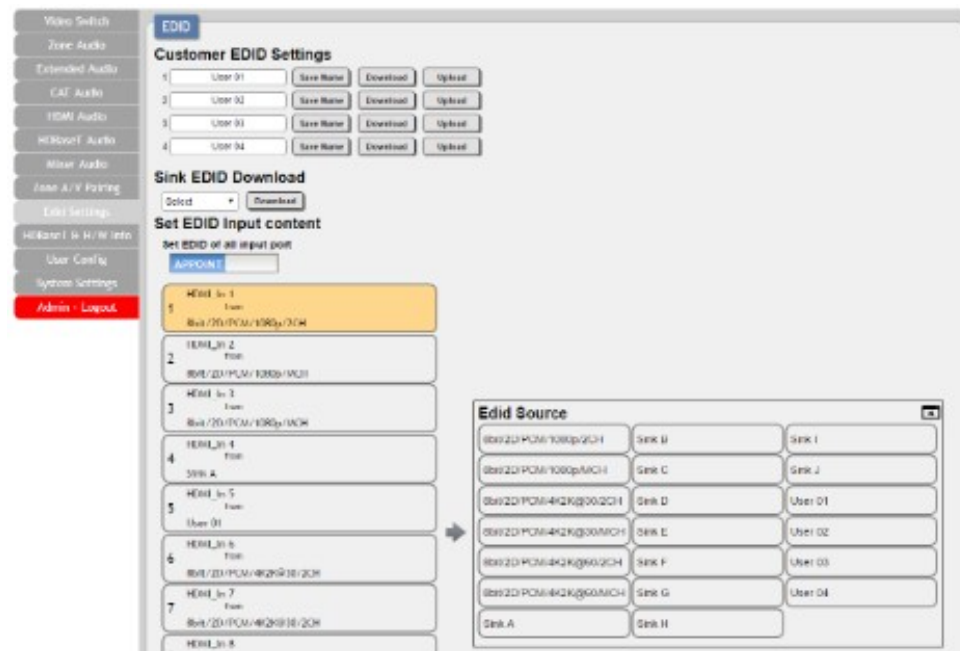 Video Switch
Zone Audio
Extended Audio
CAT Audio
HDMI Audio
HDBaseT Audio
Mixer Audio
Zone A/V Pairing
Edid Settings
HDBaseT & H/W Info
User Config
System Settings
Admin - Logout
EDID
Customer EDID Settings
1 User 01 Save Name Download Upload
2 User 02 Save Name Download Upload
3 User 03 Save Name Download Upload
4 User 04 Save Name Download Upload
Sink EDID Download
Select Download
Set EDID Input content
Set EDID of all input port
APPOINT
HDMI_In 1
1 from
8bit/2D/PCM/1080p/2CH
HDMI_In 2
2 from
8bit/2D/PCM/1080p/MCH
HDMI_In 3
3 from
8bit/2D/PCM/1080p/MCH
HDMI_In 4
4 from
Sink A
HDMI_In 5
5 from
User 01
HDMI_In 6
6 from
8bit/2D/PCM/4K2K@30/2CH
HDMI_In 7
7 from
8bit/2D/PCM/4K2K@30/2CH
HDMI_In 8
Edid Source
8bit/2D/PCM/1080p/2CH Sink B Sink I
8bit/2D/PCM/1080p/MCH Sink C Sink J
8bit/2D/PCM/4K2K@30/2CH Sink D User 01
8bit/2D/PCM/4K2K@30/MCH Sink E User 02
8bit/2D/PCM/4K2K@60/2CH Sink F User 03
8bit/2D/PCM/4K2K@60/MCH Sink G User 04
Sink A Sink H